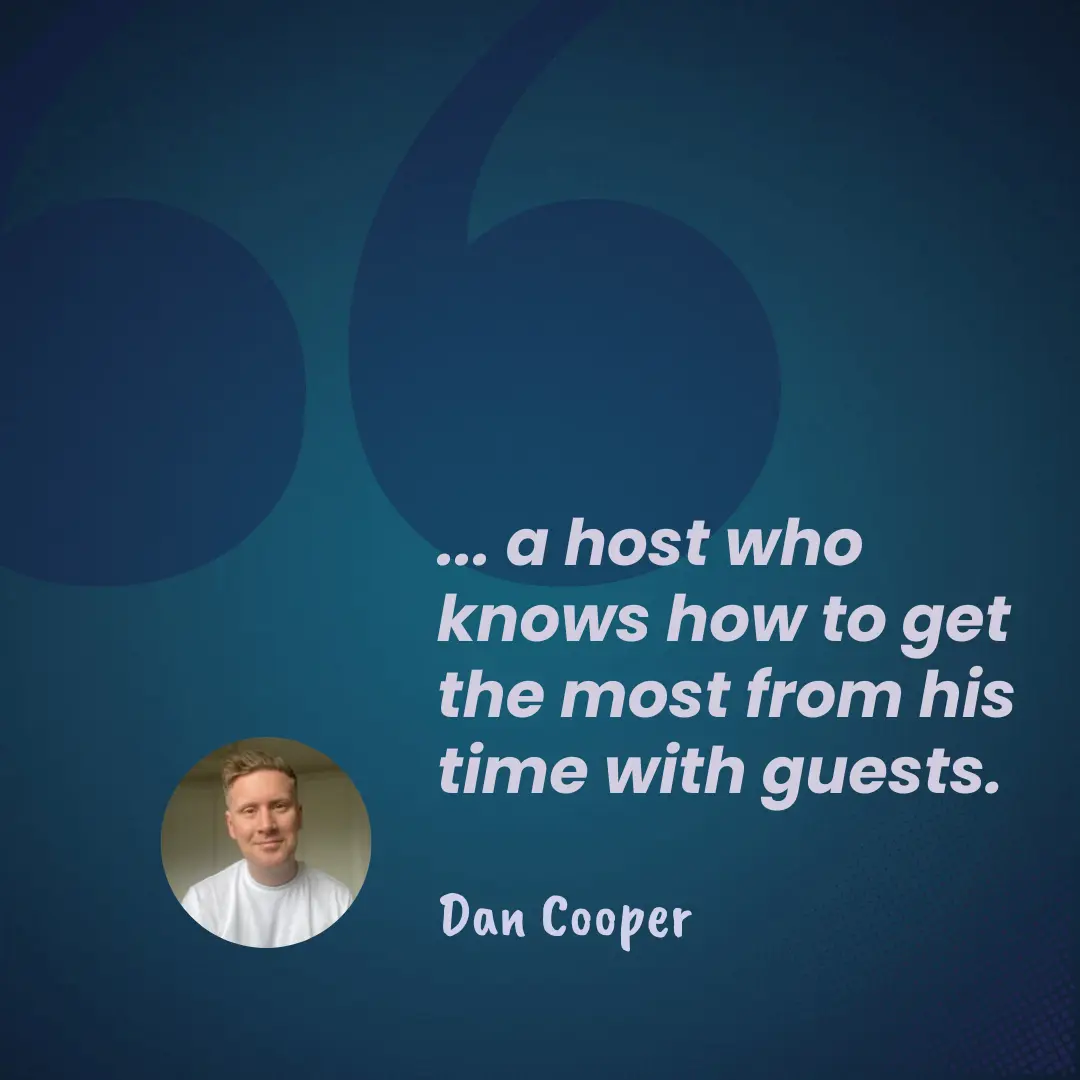 ... a host who
knows how to get
the most from his
time with guests.
Dan Cooper